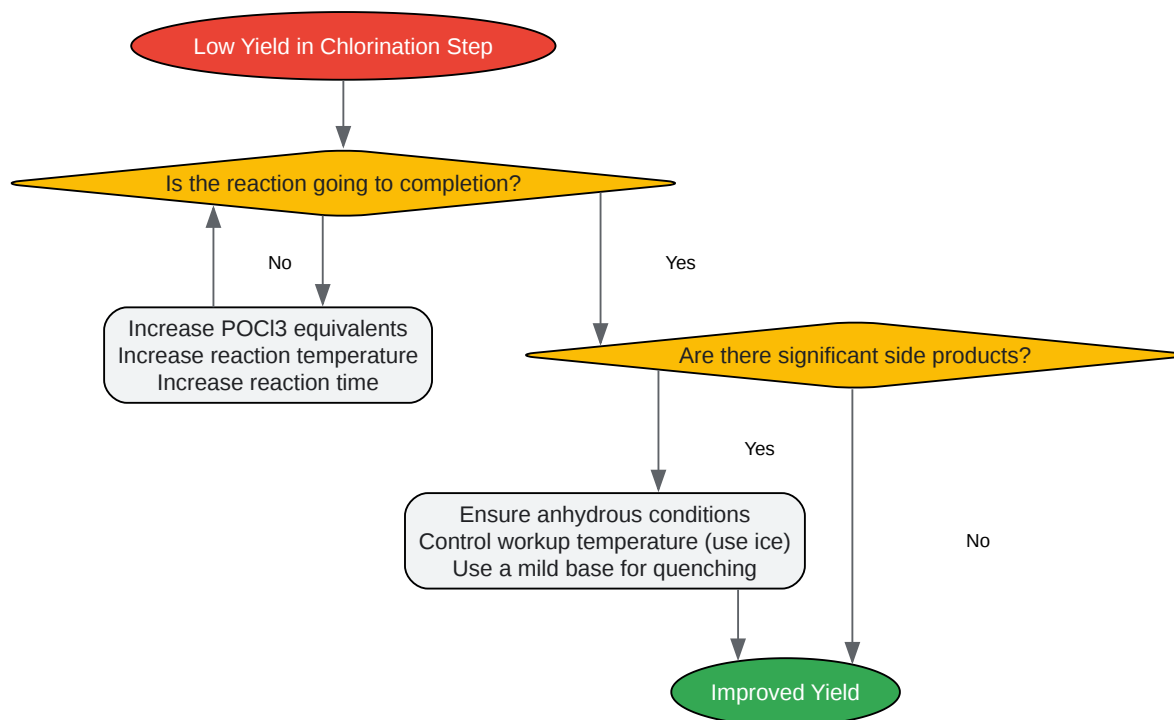 Low Yield in Chlorination Step
Is the reaction going to completion?
No
Yes
Increase POCl3 equivalents
Increase reaction temperature
Increase reaction time
Are there significant side products?
Yes
No
Ensure anhydrous conditions
Control workup temperature (use ice)
Use a mild base for quenching
Improved Yield